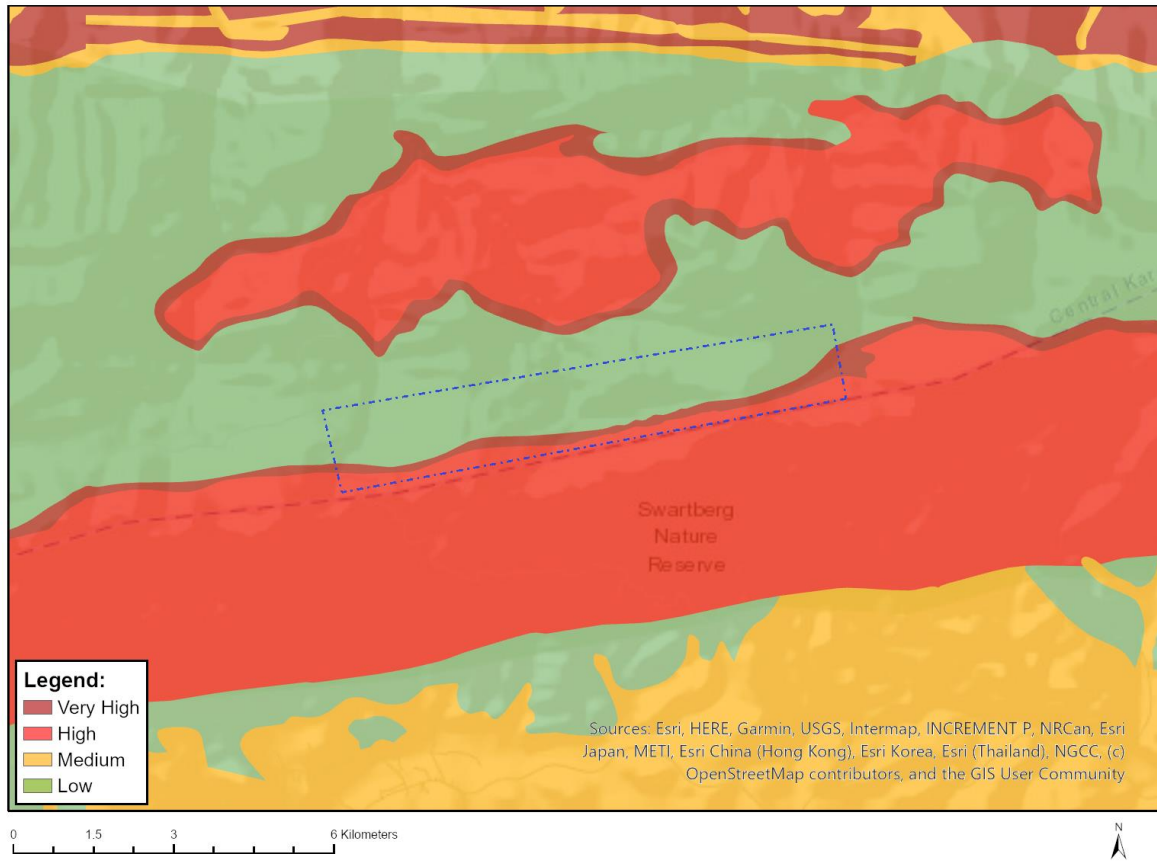 Central Kar
Swartberg
Nature
Reserve
Legend:
Very High
High
Medium
Low
Sources: Esri, HERE, Garmin, USGS, Intermap, INCREMENT P, NRCan, Esri
Japan, METI, Esri China (Hong Kong), Esri Korea, Esri (Thailand), NGCC, (c)
OpenStreetMap contributors, and the GIS User Community
0 1.5 3 6 Kilometers
N